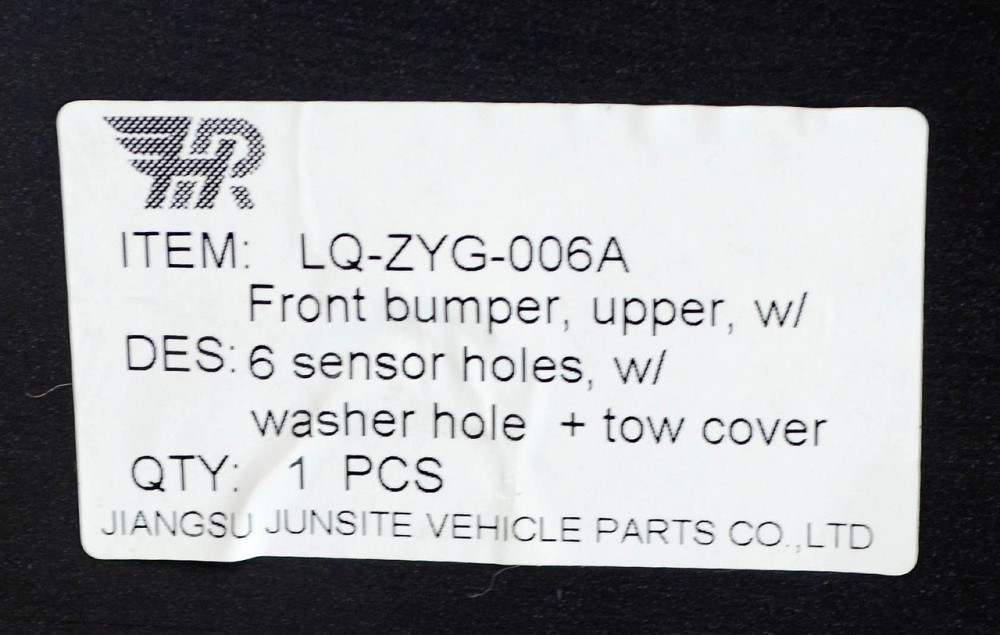 HR
ITEM: LQ-ZYG-006A
Front bumper, upper, w/
DES: 6 sensor holes, w/
washer hole + tow cover
QTY: 1 PCS
JIANGSU JUNSITE VEHICLE PARTS CO.,LTD